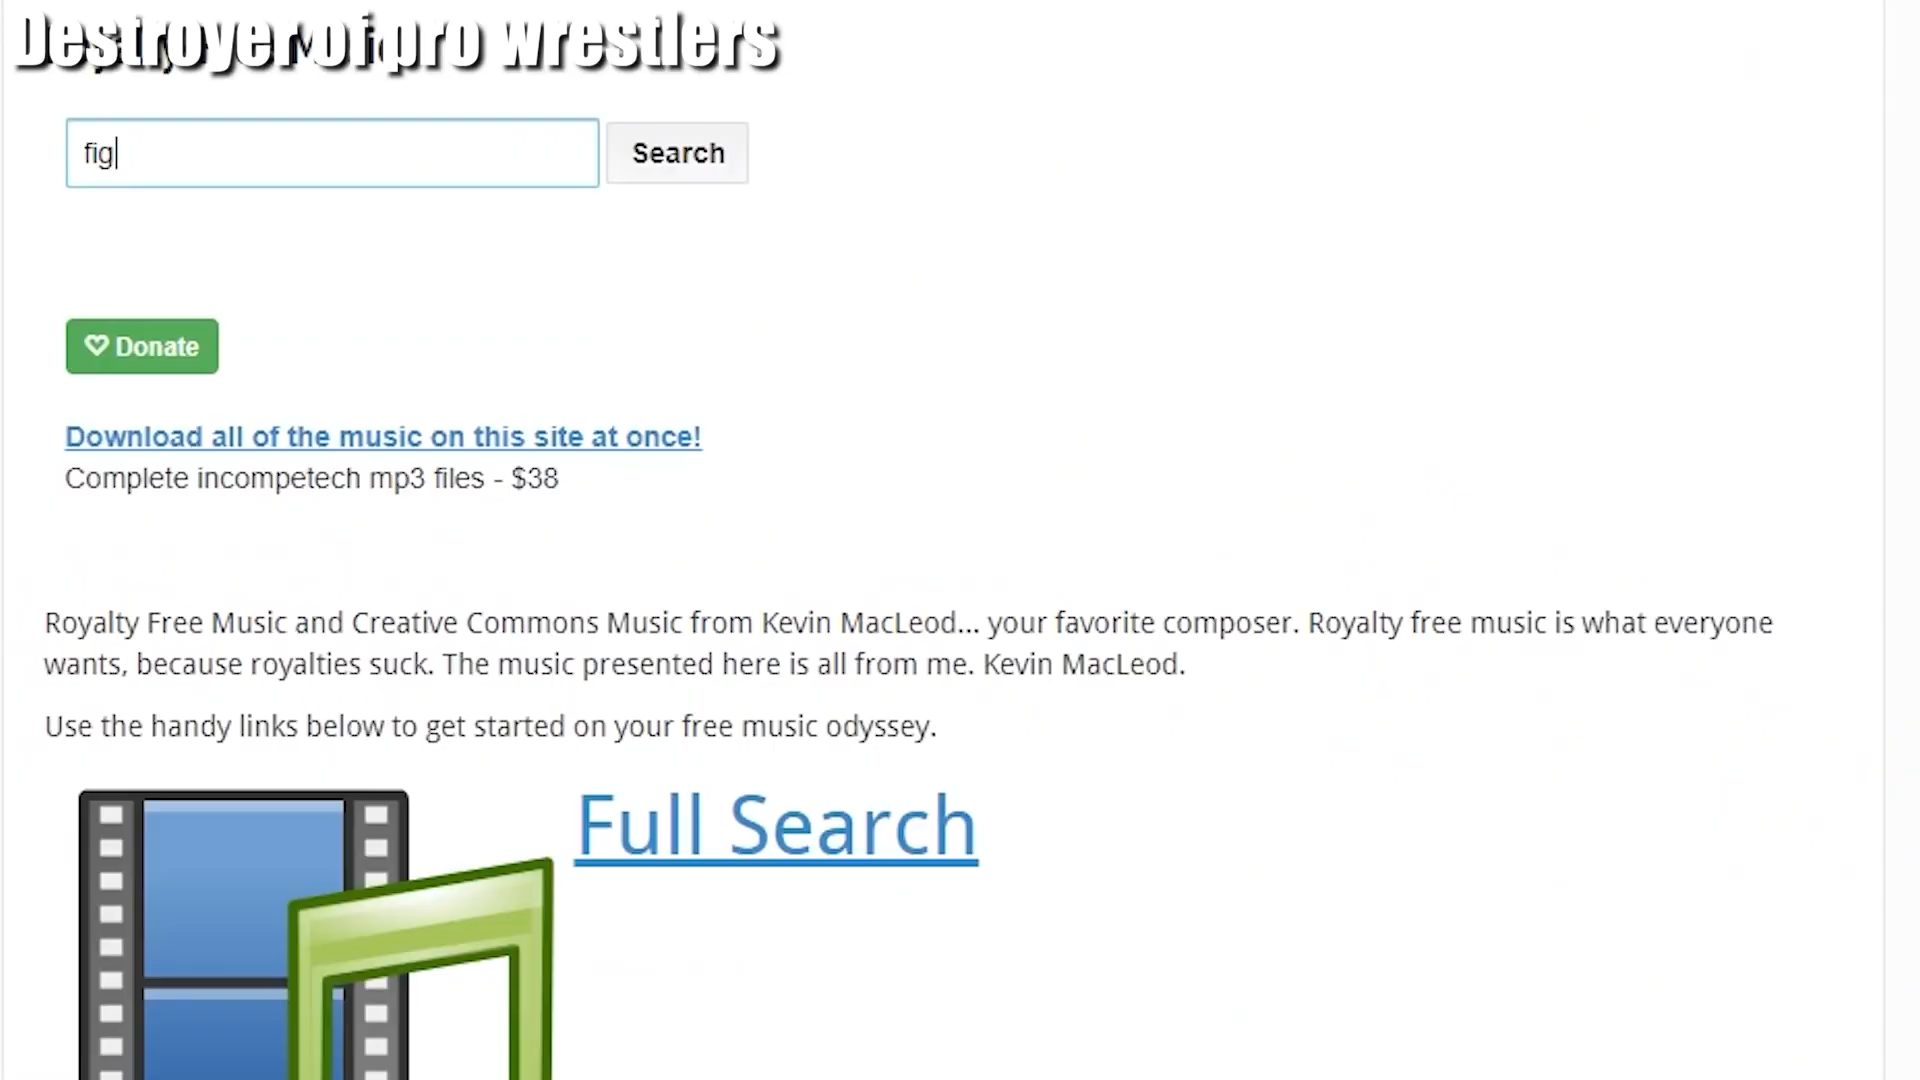 Destroyer of pro wrestlers
fig
Search
Donate
Download all of the music on this site at once!
Complete incompetech mp3 files - $38
Royalty Free Music and Creative Commons Music from Kevin MacLeod... your favorite composer. Royalty free music is what everyone
wants, because royalties suck. The music presented here is all from me. Kevin MacLeod.
Use the handy links below to get started on your free music odyssey.
Full Search